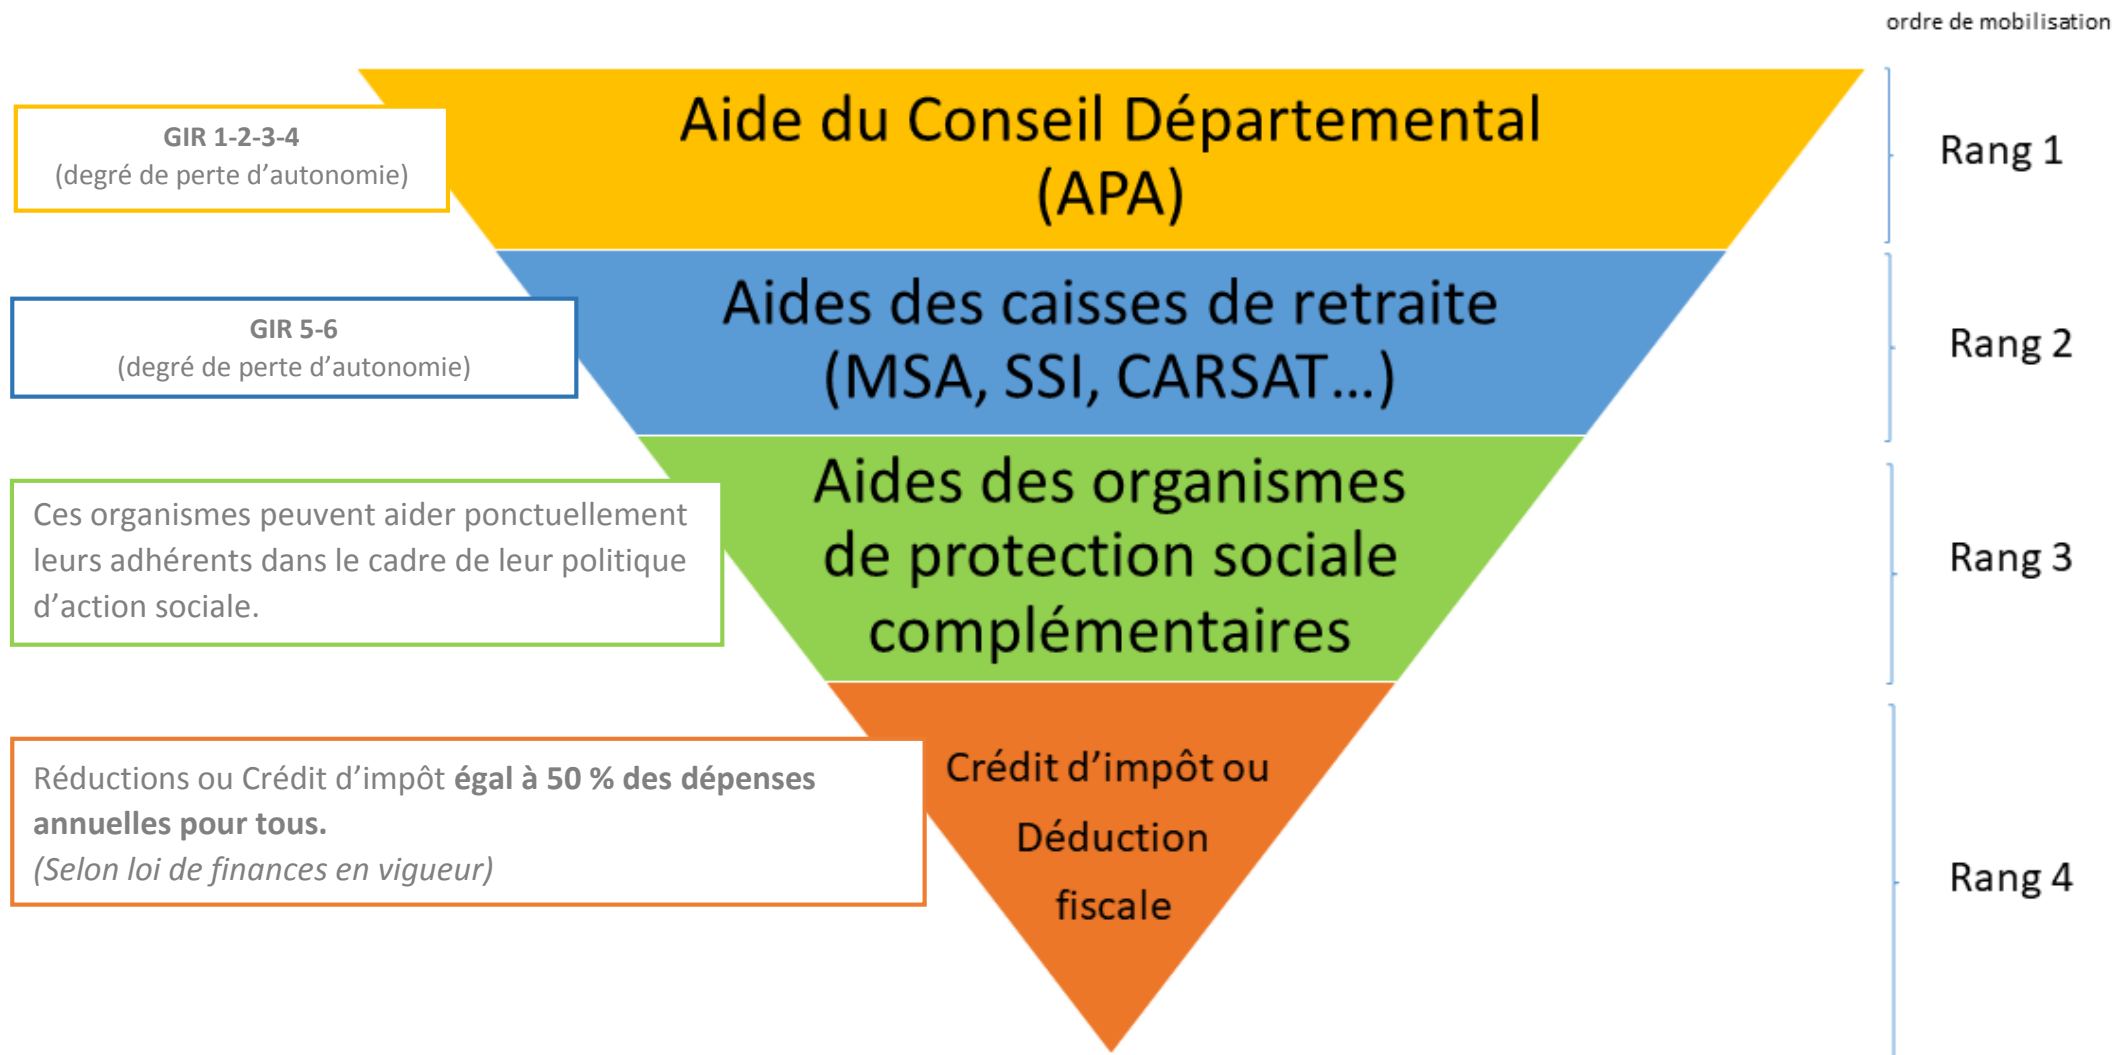 ordre de mobilisation
GIR 1-2-3-4
(degré de perte d’autonomie)
Aide du Conseil Départemental
(APA)
Rang 1
GIR 5-6
(degré de perte d’autonomie)
Aides des caisses de retraite
(MSA, SSI, CARSAT...)
Rang 2
Ces organismes peuvent aider ponctuellement
leurs adhérents dans le cadre de leur politique
d’action sociale.
Aides des organismes
de protection sociale
complémentaires
Rang 3
Réductions ou Crédit d’impôt égal à 50 % des dépenses
annuelles pour tous.
(Selon loi de finances en vigueur)
Crédit d’impôt ou
Déduction
fiscale
Rang 4